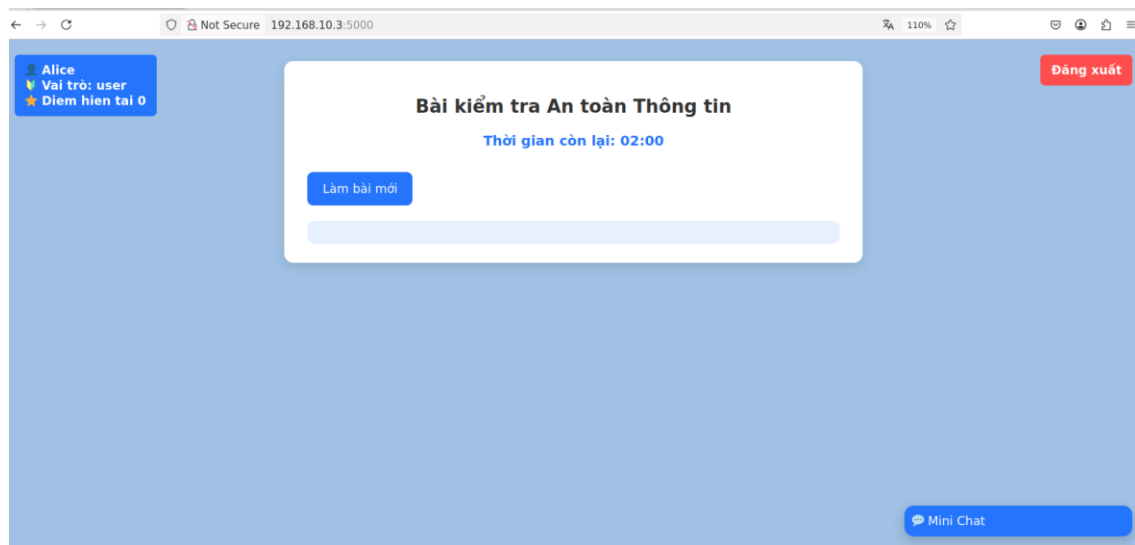 Not Secure 192.168.10.3:5000 110%
Alice
Vai trò: user
Diem hien tai 0
Đăng xuất
Bài kiểm tra An toàn Thông tin
Thời gian còn lại: 02:00
Làm bài mới
Mini Chat